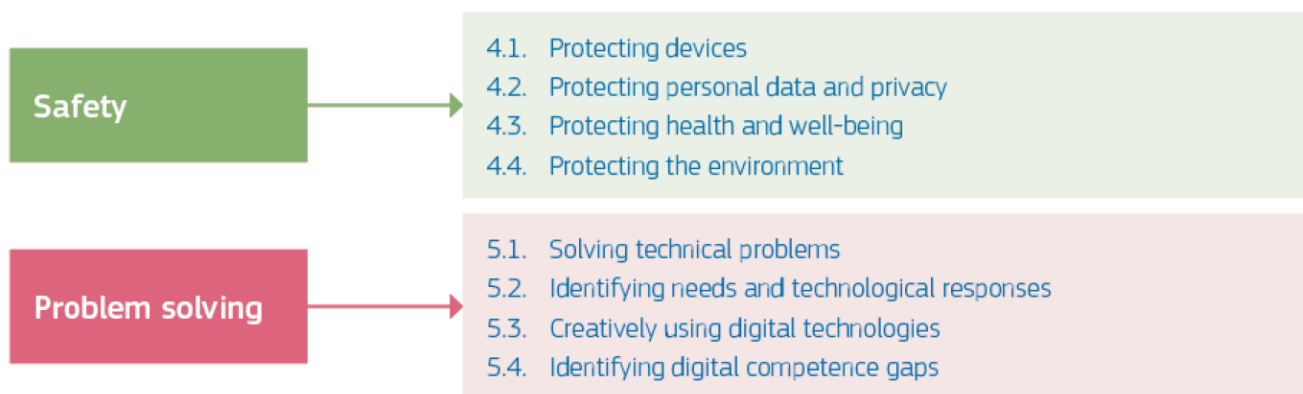 Safety
4.1. Protecting devices
4.2. Protecting personal data and privacy
4.3. Protecting health and well-being
4.4. Protecting the environment
Problem solving
5.1. Solving technical problems
5.2. Identifying needs and technological responses
5.3. Creatively using digital technologies
5.4. Identifying digital competence gaps